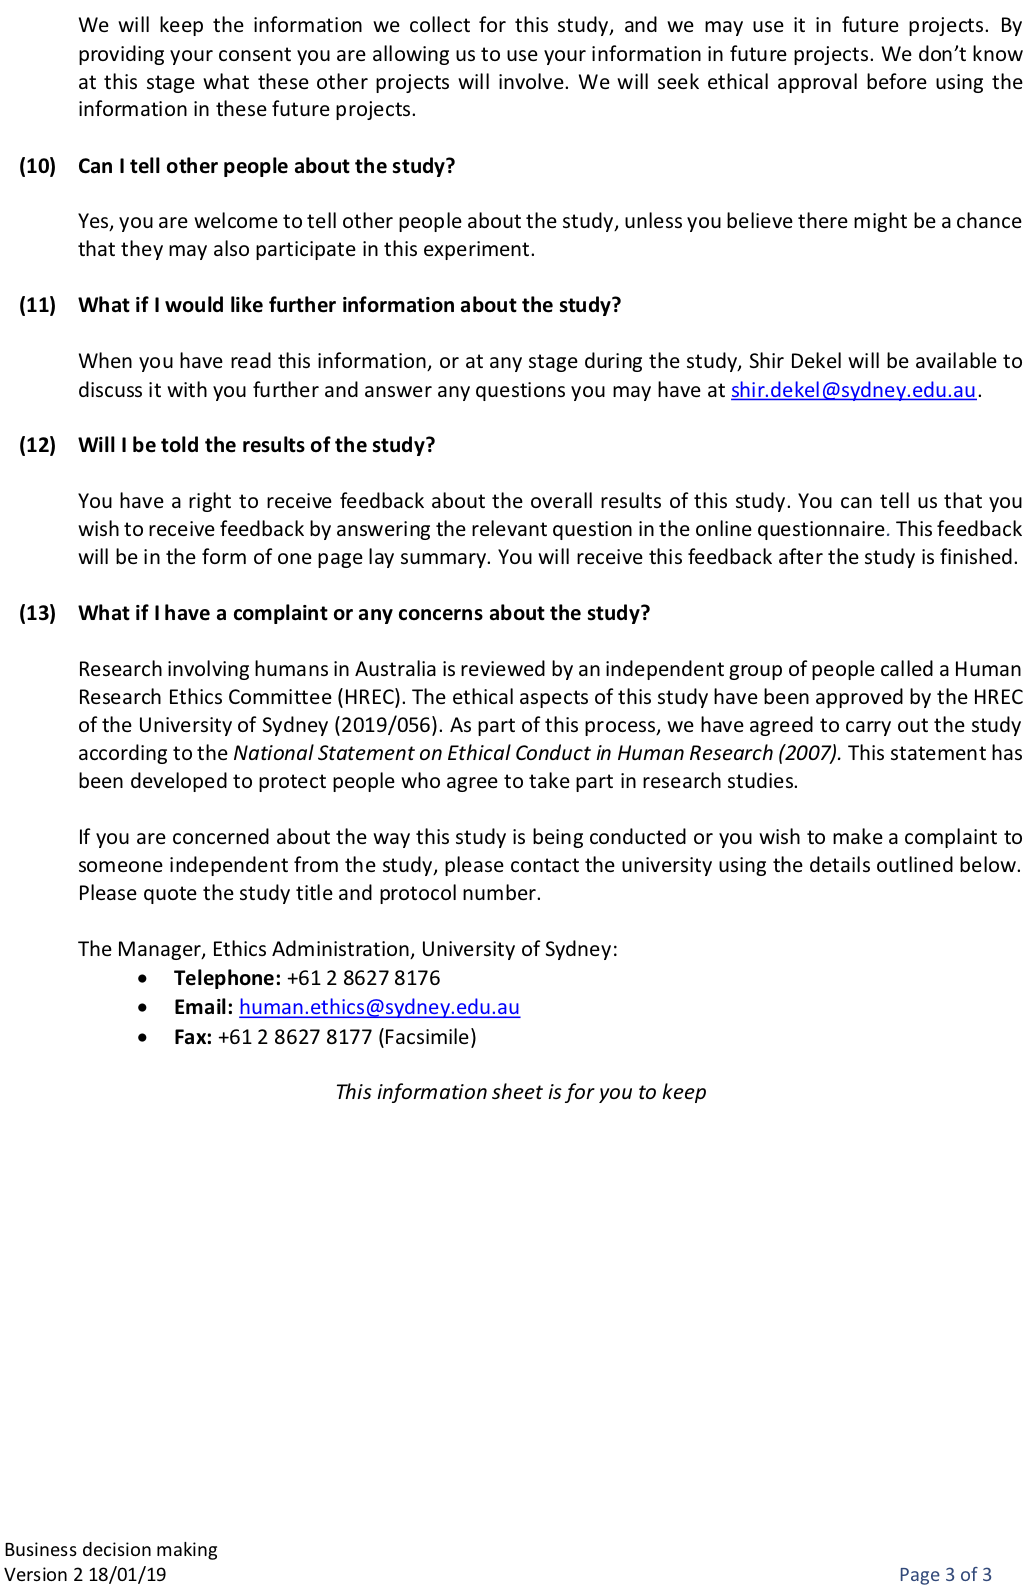 We will keep the information we collect for this study, and we may use it in future projects. By
providing your consent you are allowing us to use your information in future projects. We don’t know
at this stage what these other projects will involve. We will seek ethical approval before using the
information in these future projects.
(10) Can I tell other people about the study?
Yes, you are welcome to tell other people about the study, unless you believe there might be a chance
that they may also participate in this experiment.
(11) What if I would like further information about the study?
When you have read this information, or at any stage during the study, Shir Dekel will be available to
discuss it with you further and answer any questions you may have at shir.dekel@sydney.edu.au.
(12) Will I be told the results of the study?
You have a right to receive feedback about the overall results of this study. You can tell us that you
wish to receive feedback by answering the relevant question in the online questionnaire. This feedback
will be in the form of one page lay summary. You will receive this feedback after the study is finished.
(13) What if I have a complaint or any concerns about the study?
Research involving humans in Australia is reviewed by an independent group of people called a Human
Research Ethics Committee (HREC). The ethical aspects of this study have been approved by the HREC
of the University of Sydney (2019/056). As part of this process, we have agreed to carry out the study
according to the National Statement on Ethical Conduct in Human Research (2007). This statement has
been developed to protect people who agree to take part in research studies.
If you are concerned about the way this study is being conducted or you wish to make a complaint to
someone independent from the study, please contact the university using the details outlined below.
Please quote the study title and protocol number.
The Manager, Ethics Administration, University of Sydney:
• Telephone: +61 2 8627 8176
• Email: human.ethics@sydney.edu.au
• Fax: +61 2 8627 8177 (Facsimile)
This information sheet is for you to keep
Business decision making
Version 2 18/01/19 Page 3 of 3